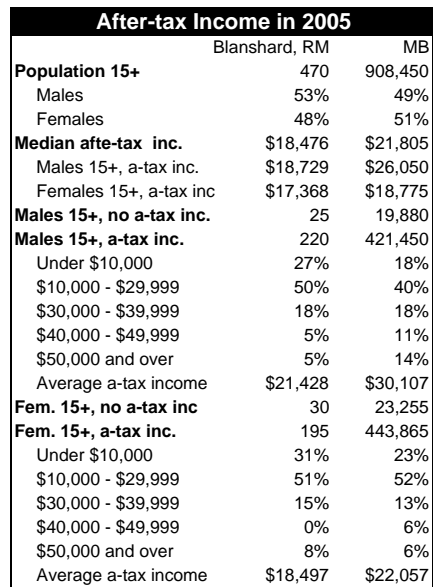 After-tax Income in 2005
Blanshard, RM MB
Population 15+ 470 908,450
Males 53% 49%
Females 48% 51%
Median afte-tax inc. $18,476 $21,805
Males 15+, a-tax inc. $18,729 $26,050
Females 15+, a-tax inc $17,368 $18,775
Males 15+, no a-tax inc. 25 19,880
Males 15+, a-tax inc. 220 421,450
Under $10,000 27% 18%
$10,000 - $29,999 50% 40%
$30,000 - $39,999 18% 18%
$40,000 - $49,999 5% 11%
$50,000 and over 5% 14%
Average a-tax income $21,428 $30,107
Fem. 15+, no a-tax inc 30 23,255
Fem. 15+, a-tax inc. 195 443,865
Under $10,000 31% 23%
$10,000 - $29,999 51% 52%
$30,000 - $39,999 15% 13%
$40,000 - $49,999 0% 6%
$50,000 and over 8% 6%
Average a-tax income $18,497 $22,057